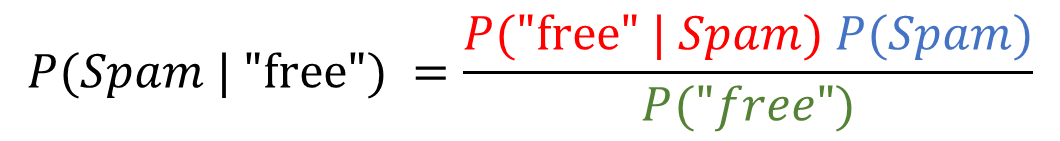 P(Spam | "free") = P("free" | Spam) P(Spam)
P("free")